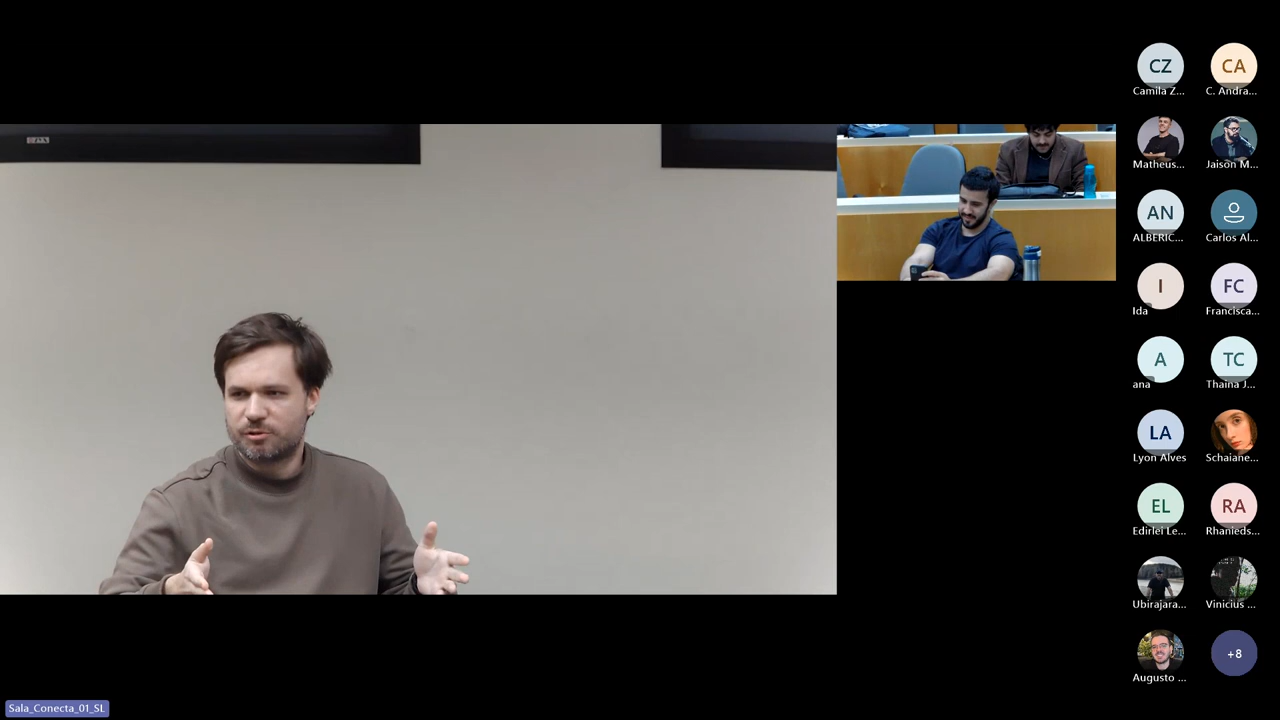 CZ
Camila Z...
CA
C. Andra...
Matheus...
Jaison M...
AN
ALBERIC...
Carlos Al...
I
Ida
FC
Francisca...
A
ana
TC
Thaina J...
LA
Lyon Alves
Schaiane...
EL
Edirlei Le...
RA
Rhanieds...
Ubirajara...
Vinicius ...
Augusto ...
+8
Sala_Conecta_01_SL